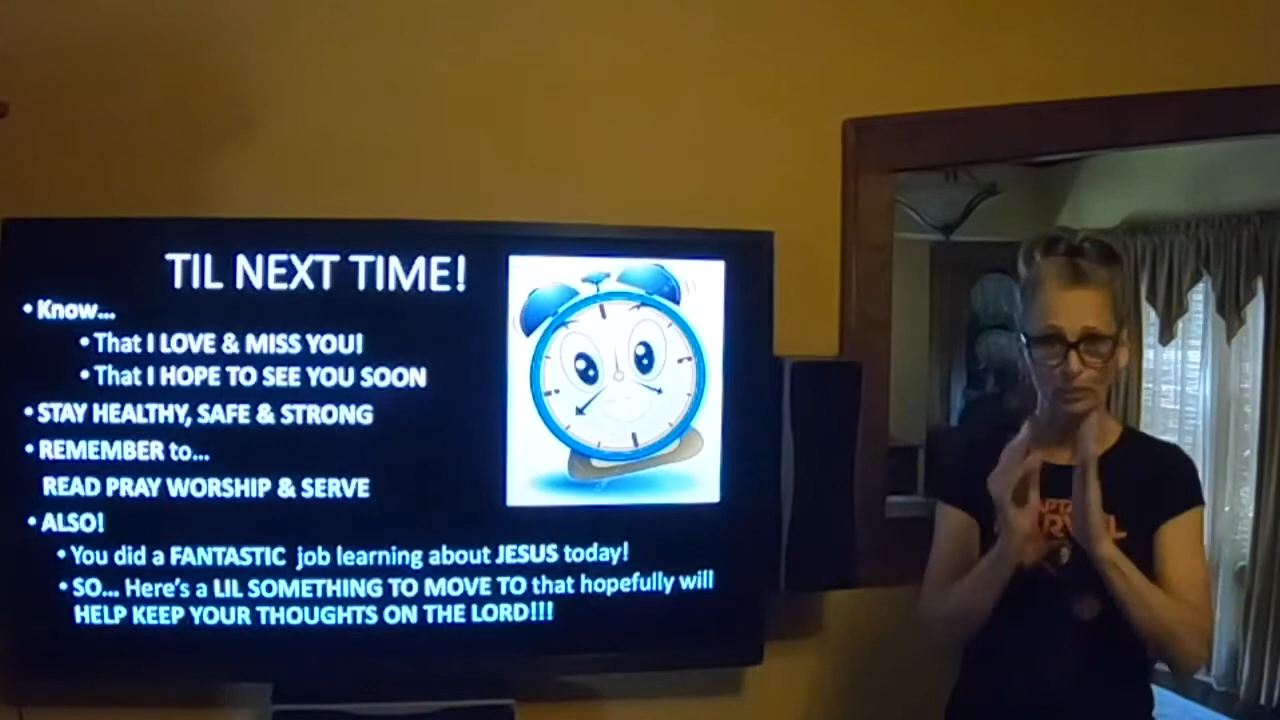 TIL NEXT TIME!
• Know...
• That I LOVE & MISS YOU!
• That I HOPE TO SEE YOU SOON
• STAY HEALTHY, SAFE & STRONG
• REMEMBER to...
READ PRAY WORSHIP & SERVE
• ALSO!
• You did a FANTASTIC job learning about JESUS today!
• SO... Here's a LIL SOMETHING TO MOVE TO that hopefully will
HELP KEEP YOUR THOUGHTS ON THE LORD!!!